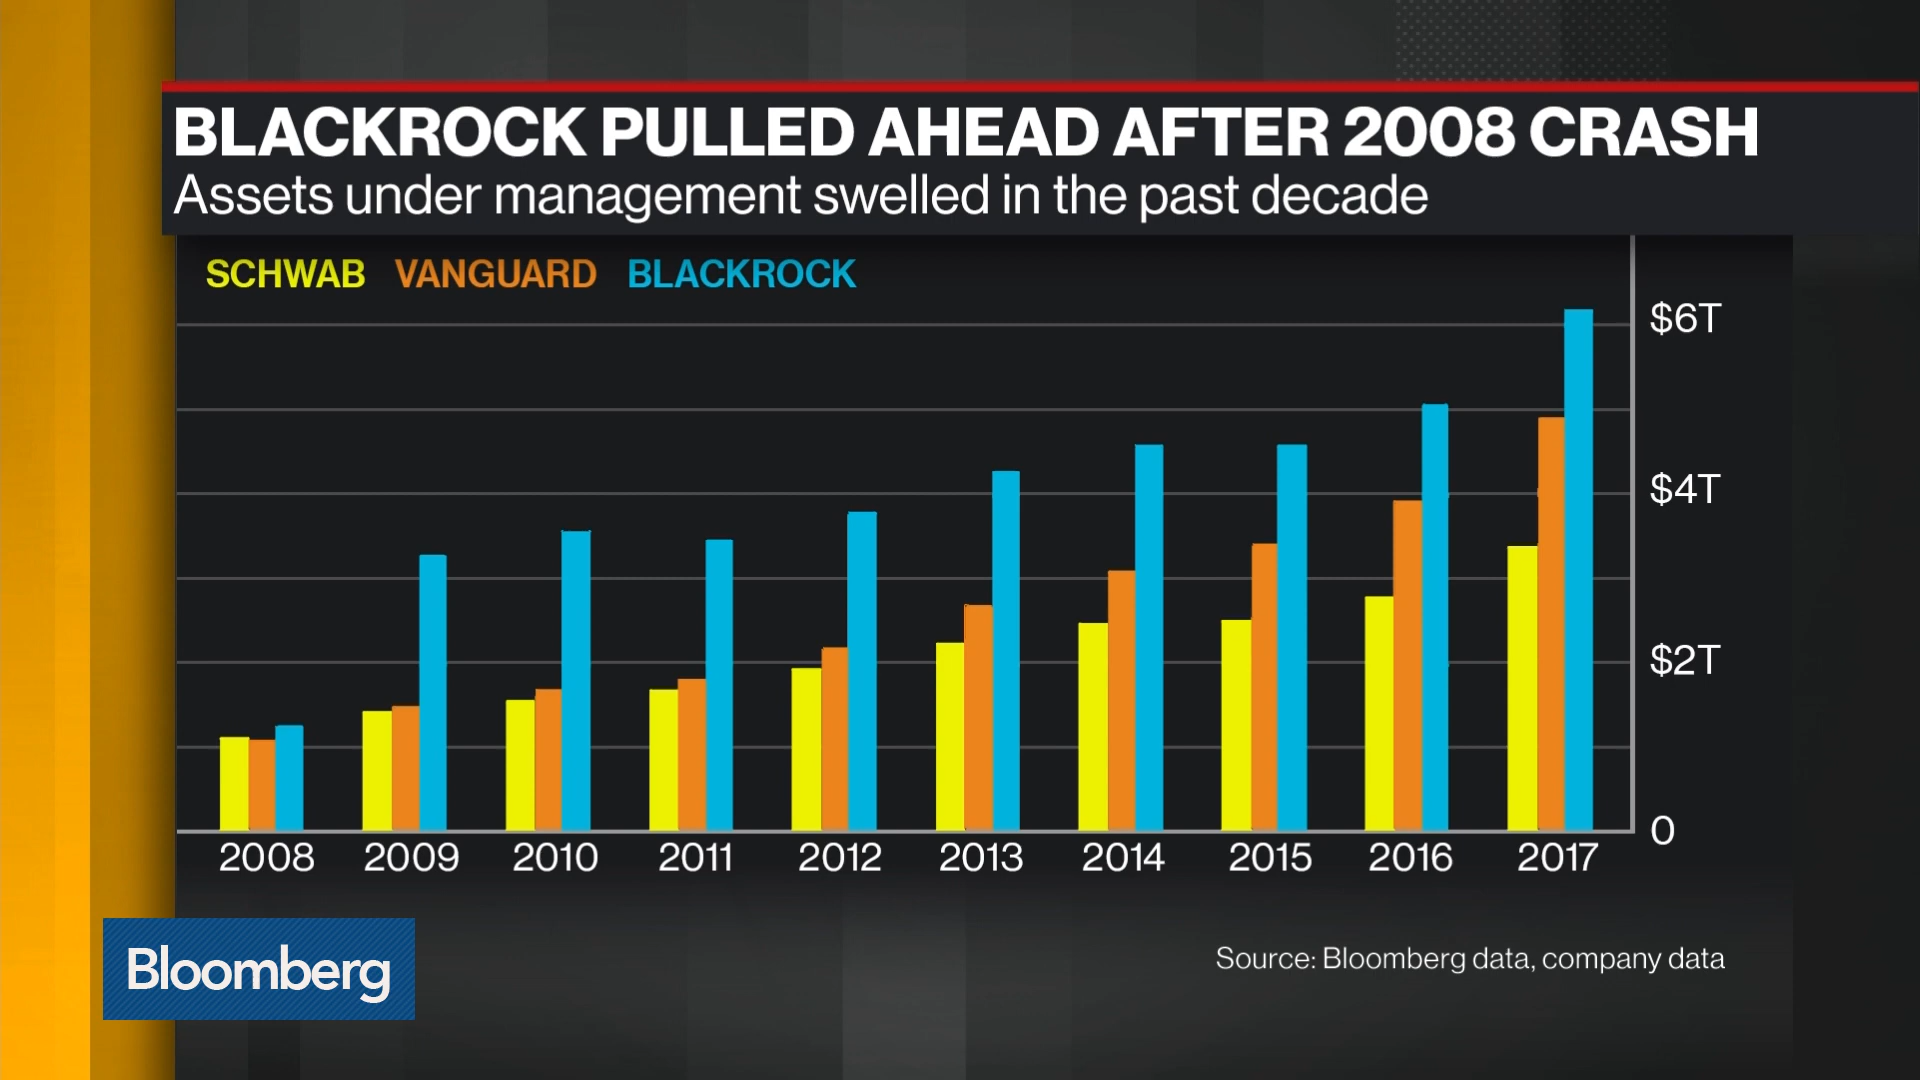 BLACKROCK PULLED AHEAD AFTER 2008 CRASH
Assets under management swelled in the past decade
SCHWAB VANGUARD BLACKROCK
$6T
$4T
$2T
0
2008 2009 2010 2011 2012 2013 2014 2015 2016 2017
Bloomberg
Source: Bloomberg data, company data